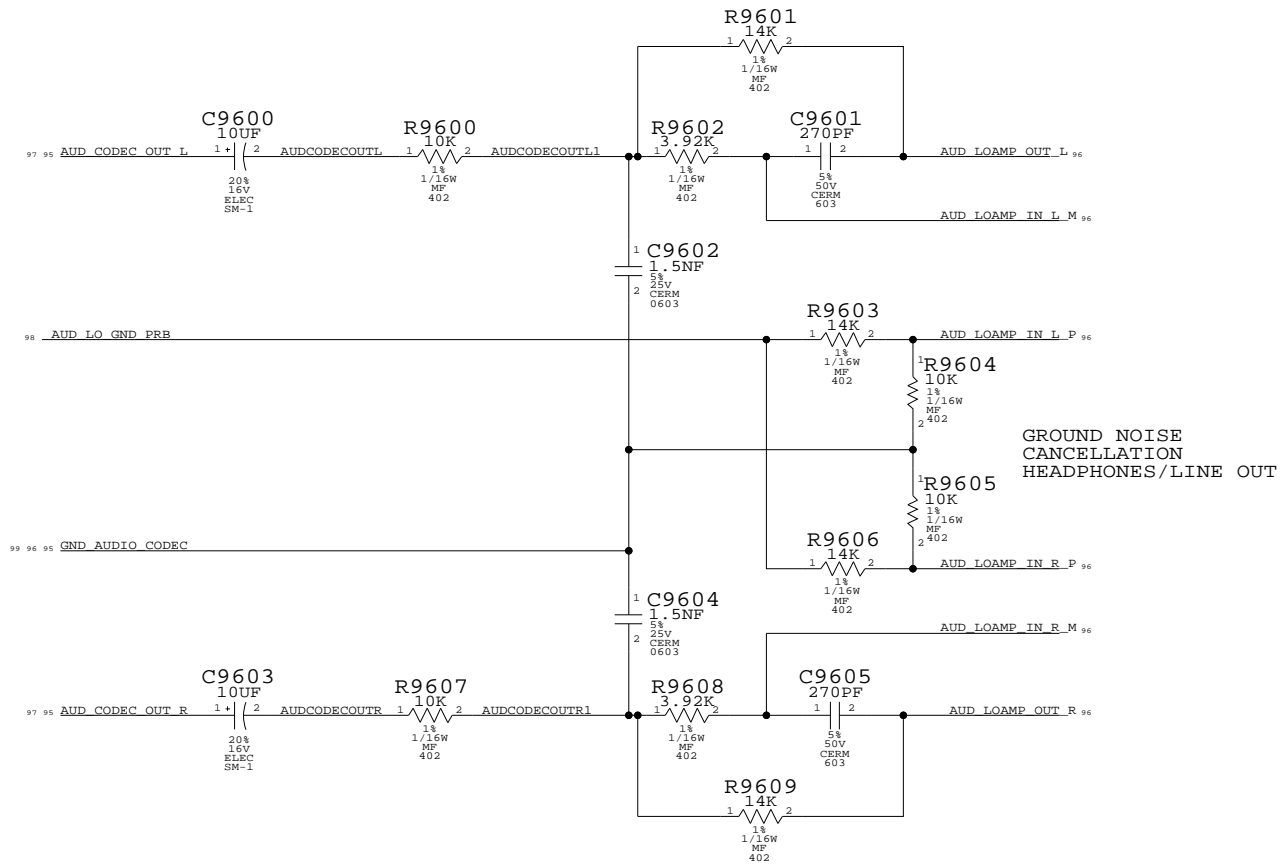 R9601
14K
1 2
1%
1/16W
MF
402
C9600
10UF
1 + 2
20%
16V
ELEC
SM-1
R9600
10K
1 2
1%
1/16W
MF
402
R9602
3.92K
1 2
1%
1/16W
MF
402
C9601
270PF
1 2
5%
50V
CERM
603
97 95 AUD_CODEC_OUT_L
AUDCODECOUTL
AUDCODECOUTL1
AUD_LOAMP_OUT_L 96
AUD_LOAMP_IN_L_M 96
1 C9602
1.5NF
5%
25V
2 CERM
0603
R9603
14K
1 2
1%
1/16W
MF
402
98 AUD_LO_GND_PRB
AUD_LOAMP_IN_L_P 96
1 R9604
10K
1%
1/16W
MF
2 402
GROUND NOISE
CANCELLATION
HEADPHONES/LINE OUT
1 R9605
10K
1%
1/16W
MF
2 402
99 96 95 GND_AUDIO_CODEC
R9606
14K
1 2
1%
1/16W
MF
402
AUD_LOAMP_IN_R_P 96
1 C9604
1.5NF
5%
25V
2 CERM
0603
AUD_LOAMP_IN_R_M 96
C9603
10UF
1 + 2
20%
16V
ELEC
SM-1
R9607
10K
1 2
1%
1/16W
MF
402
R9608
3.92K
1 2
1%
1/16W
MF
402
C9605
270PF
1 2
5%
50V
CERM
603
97 95 AUD_CODEC_OUT_R
AUDCODECOUTR
AUDCODECOUTR1
AUD_LOAMP_OUT_R 96
R9609
14K
1 2
1%
1/16W
MF
402